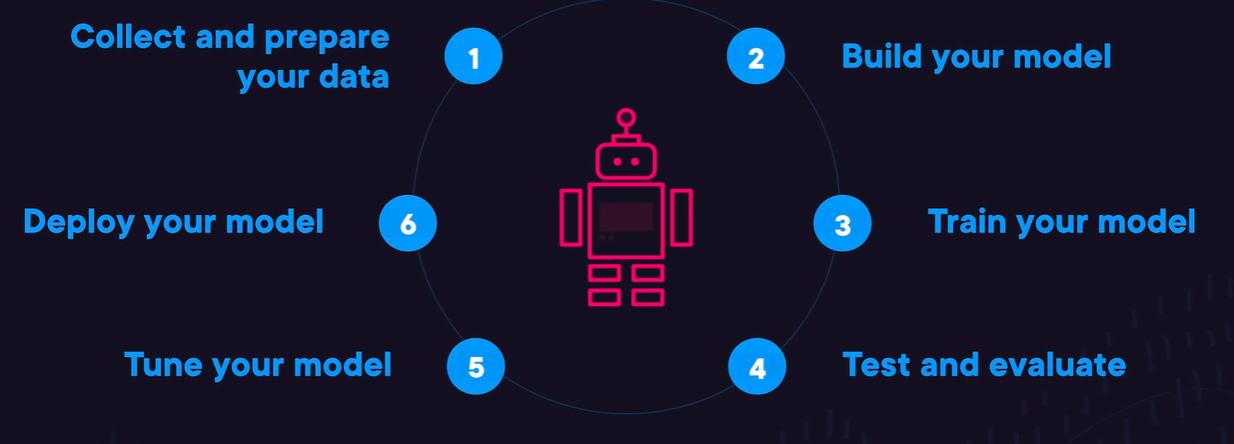 1
Collect and prepare
your data
2
Build your model
3
Train your model
4
Test and evaluate
5
Tune your model
6
Deploy your model